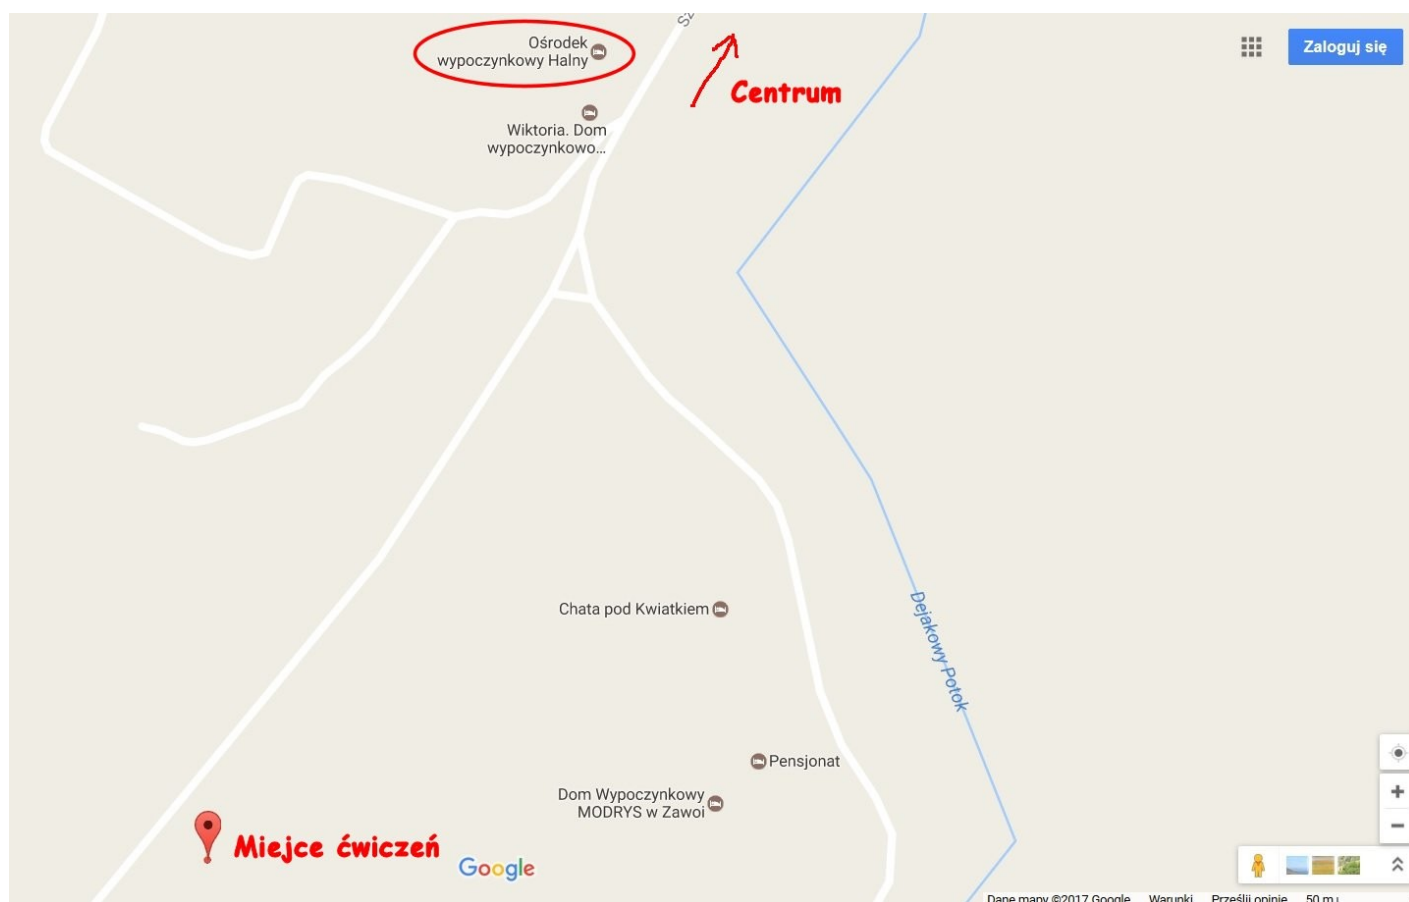 Ośrodek
wypoczynkowy Halny
Zaloguj się
Centrum
Wiktoria. Dom
wypoczynkowo...
Chata pod Kwiatkiem
Dejakowy Potok
Pensjonat
Dom Wypoczynkowy
MODRYS w Zawoi
Miejce ćwiczeń
Google
Dane mapy ©2017 Google Warunki Prześlij opinię 50 m